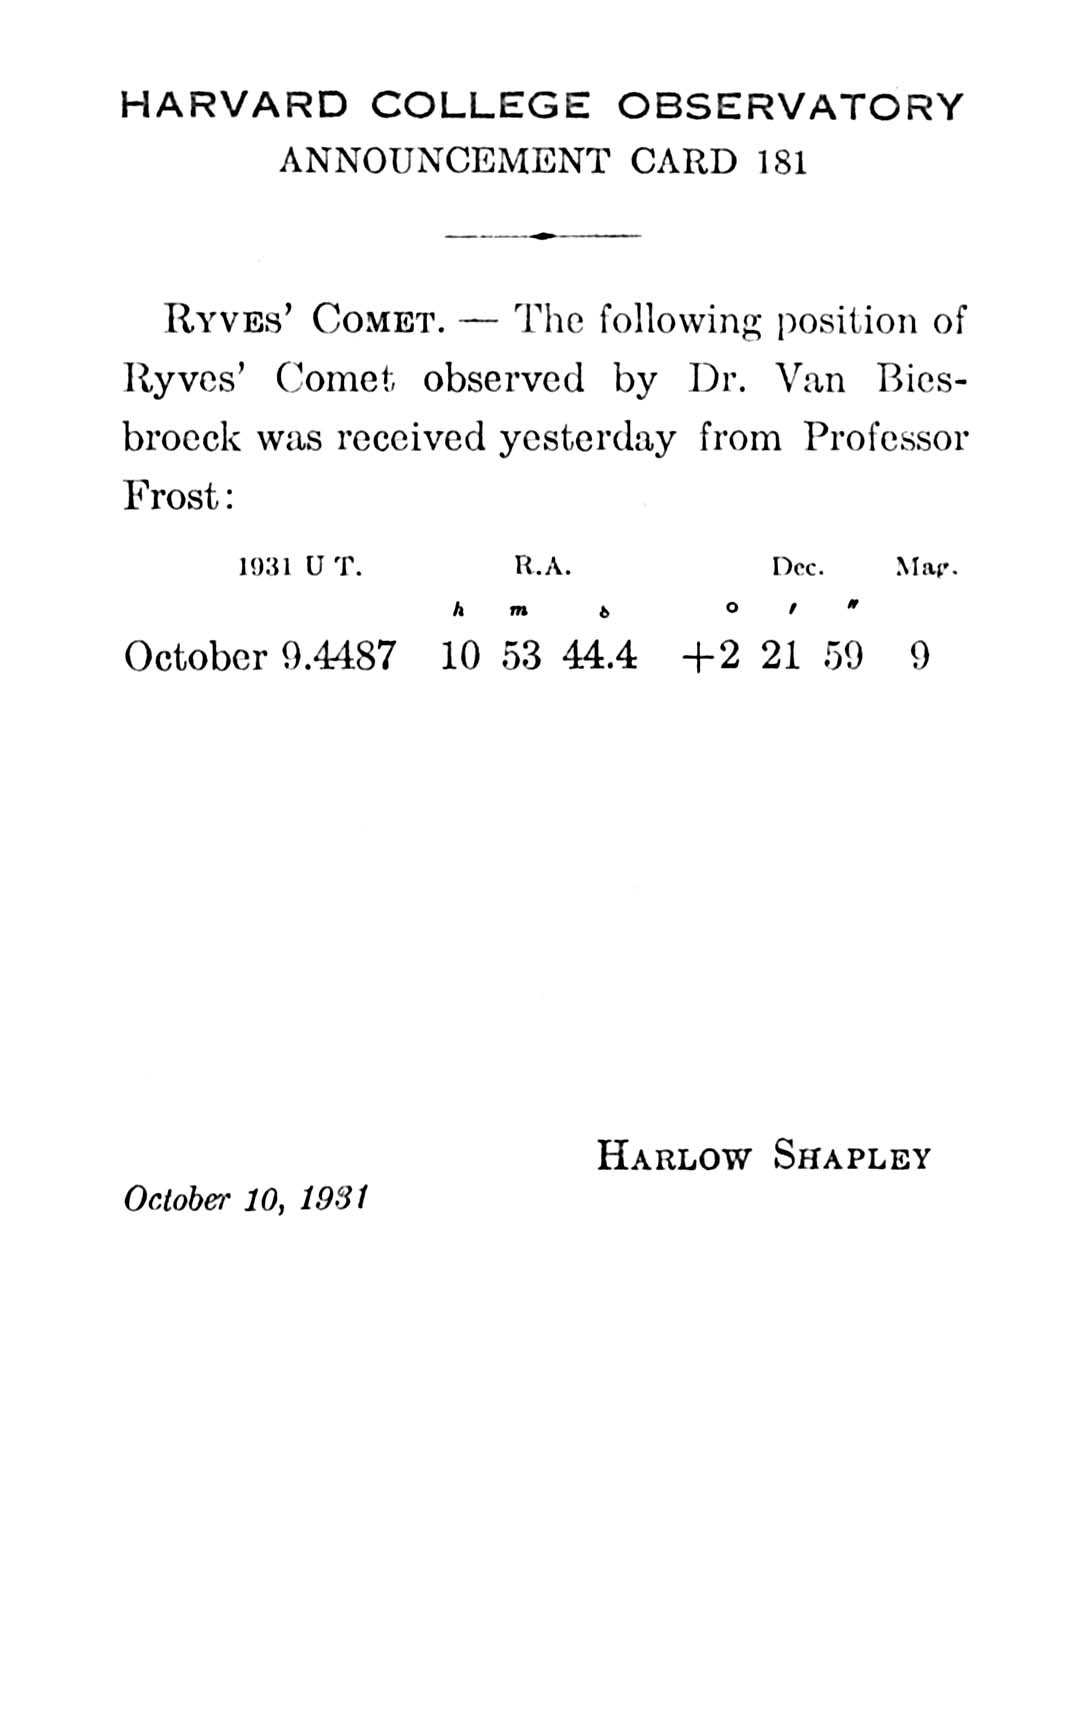 HARVARD COLLEGE OBSERVATORY
ANNOUNCEMENT CARD 181
RYVES' COMET. — The following position of
Ryves' Comet observed by Dr. Van Bies-
broeck was received yesterday from Professor
Frost:
1931 U T. R.A. Dec. Mag.
h m s o ′ ″
October 9.4487 10 53 44.4 +2 21 59 9
HARLOW SHAPLEY
October 10, 1931